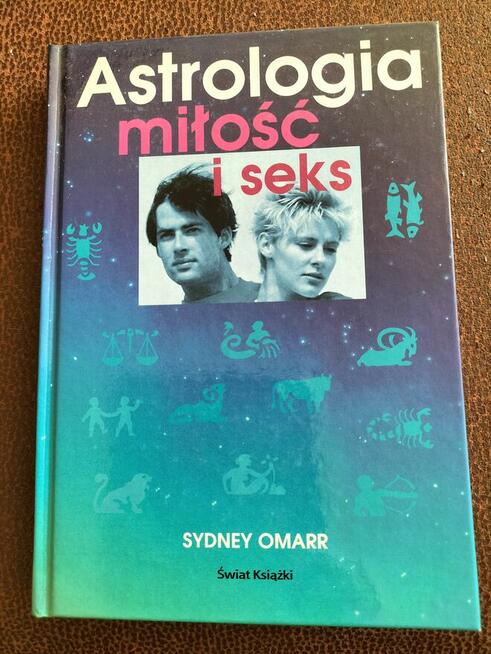 Astrologia
miłość
i seks
SYDNEY OMARR
Świat Książki